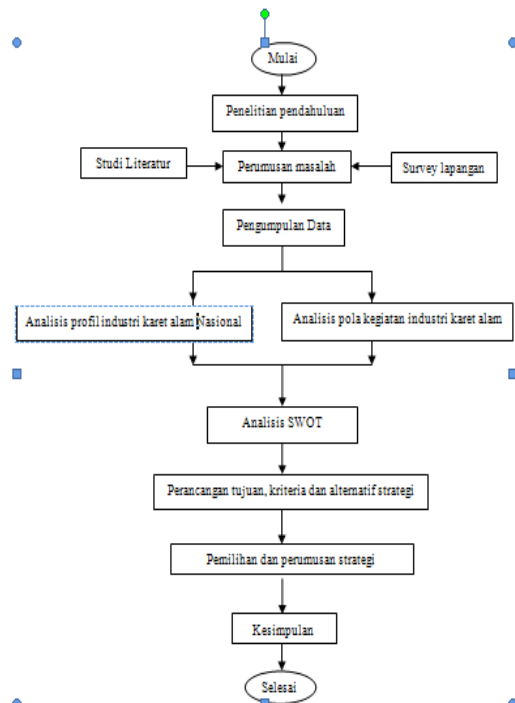 Mulai
Penelitian pendahuluan
Studi Literatur
Perumusan masalah
Survey lapangan
Pengumpulan Data
Analisis profil industri karet alam Nasional
Analisis pola kegiatan industri karet alam
Analisis SWOT
Perancangan tujuan, kriteria dan alternatif strategi
Pemilihan dan perumusan strategi
Kesimpulan
Selesai